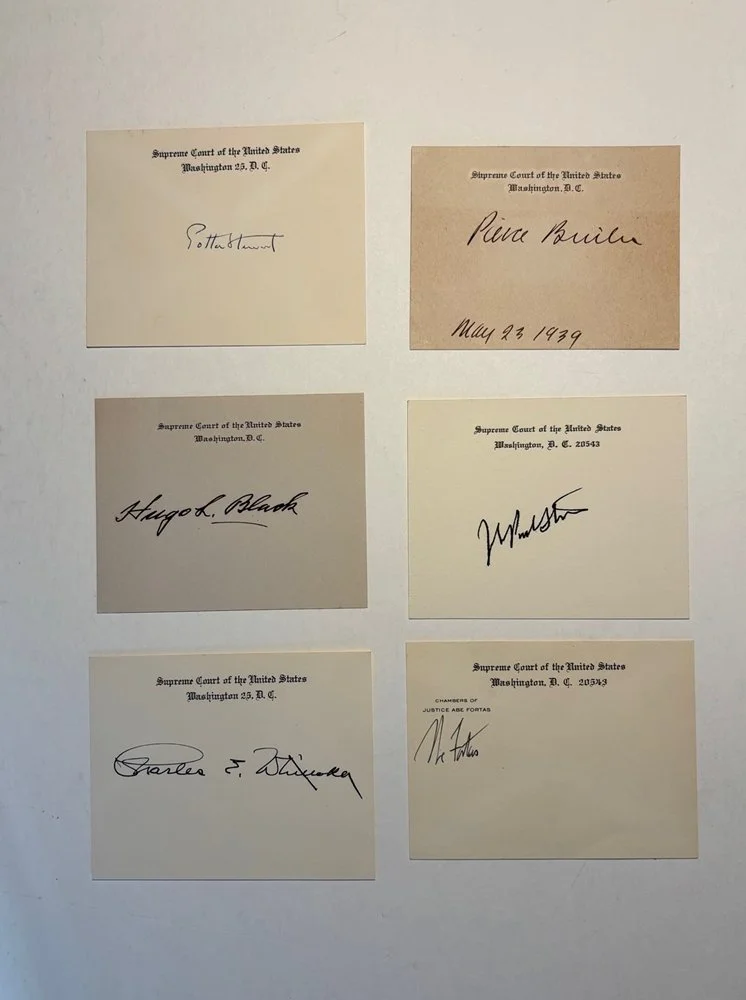 Supreme Court of the United States
Washington 25, D. C.
Potter Stewart
Supreme Court of the United States
Washington, D. C.
Pierce Butler
May 23 1939
Supreme Court of the United States
Washington, D. C.
Hugo L. Black
Supreme Court of the United States
Washington, D. C. 20543
Supreme Court of the United States
Washington 25, D. C.
Charles E. Whittaker
Supreme Court of the United States
Washington, D. C. 20543
CHAMBERS OF
JUSTICE ABE FORTAS
Abe Fortas